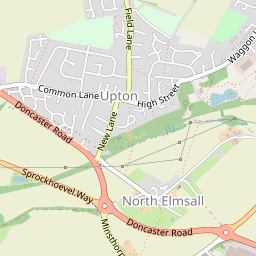 Field Lane
Waggon L
Upton
Common Lane
High Street
Doncaster Road
New Lane
Sprockhoevel Way
North Elmsall
Minsthorp
Doncaster Road